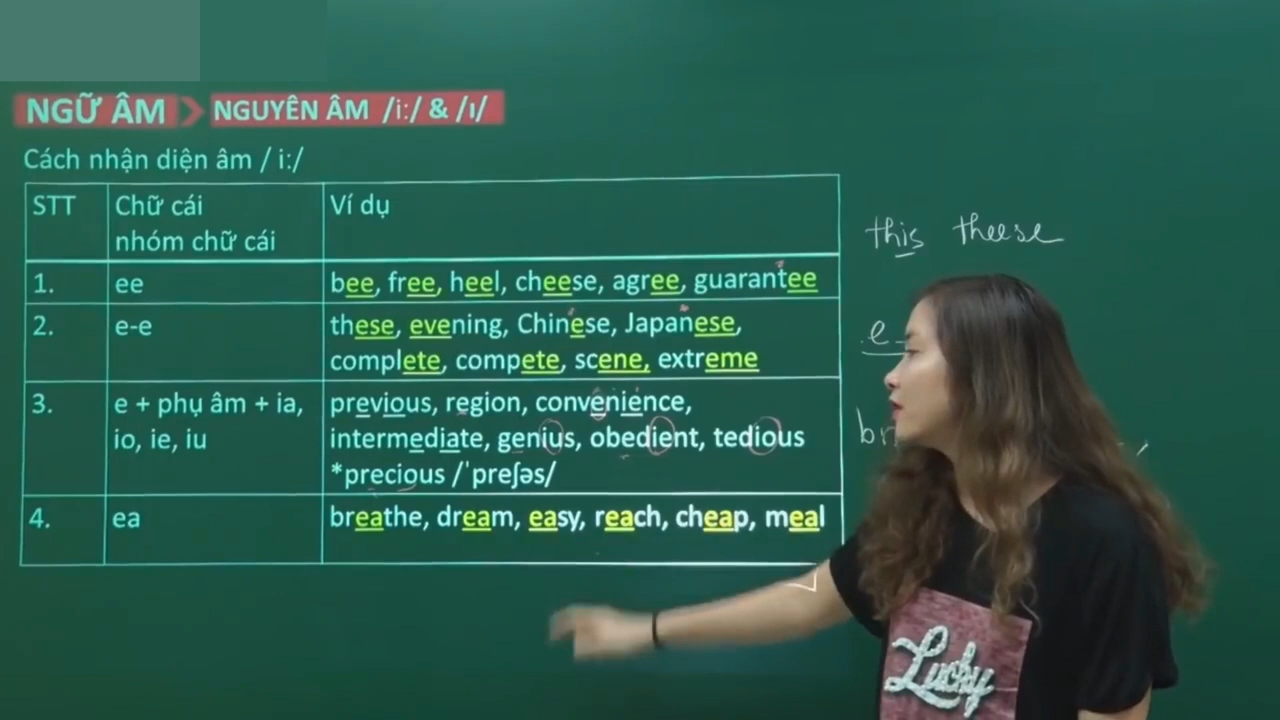 NGỮ ÂM
NGUYÊN ÂM /i:/ & /ɪ/
Cách nhận diện âm / i:/
STT
Chữ cái
nhóm chữ cái
Ví dụ
1.
ee
bee, free, heel, cheese, agree, guarantee
2.
e-e
these, evening, Chinese, Japanese,
complete, compete, scene, extreme
3.
e + phụ âm + ia,
io, ie, iu
previous, region, convenience,
intermediate, genius, obedient, tedious
*precious /ˈpreʃəs/
4.
ea
breathe, dream, easy, reach, cheap, meal
this theese
e -
br
Lucky